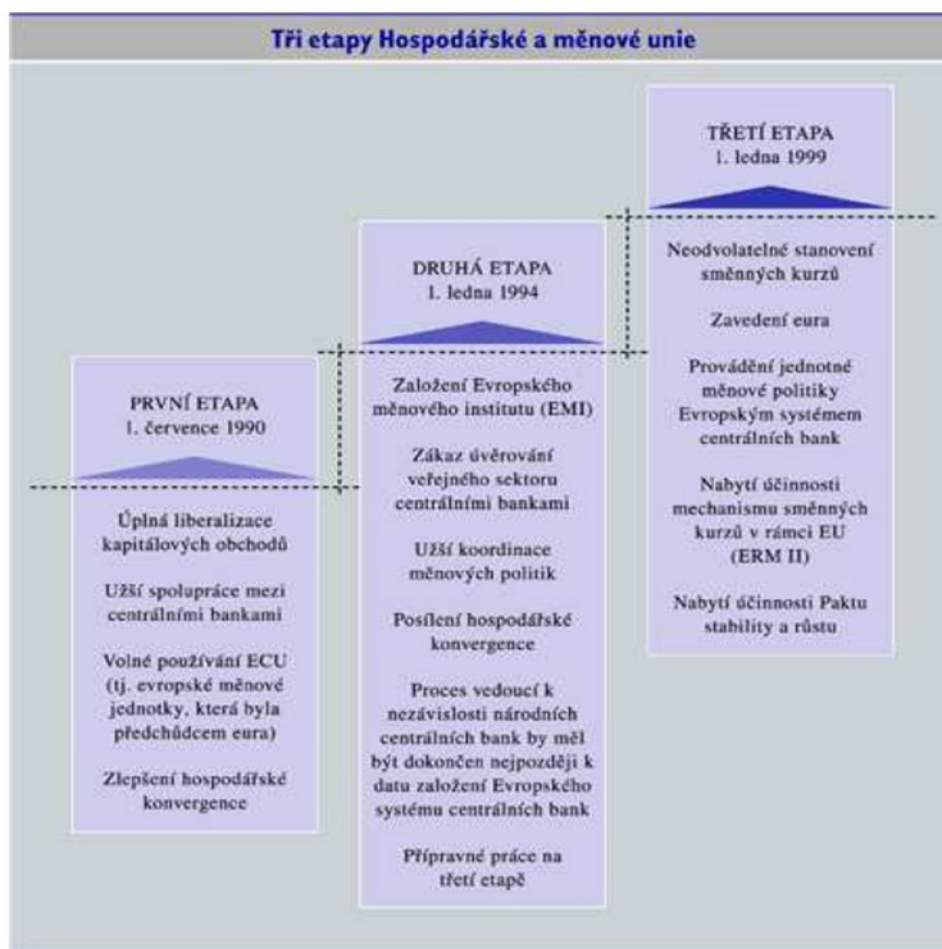 Tři etapy Hospodářské a měnové unie
PRVNÍ ETAPA
1. července 1990
Úplná liberalizace
kapitálových obchodů
Užší spolupráce mezi
centrálními bankami
Volné používání ECU
(tj. evropské měnové
jednotky, která byla
předchůdcem eura)
Zlepšení hospodářské
konvergence
DRUHÁ ETAPA
1. ledna 1994
Založení Evropského
měnového institutu (EMI)
Zákaz úvěrování
veřejného sektoru
centrálními bankami
Užší koordinace
měnových politik
Posílení hospodářské
konvergence
Proces vedoucí k
nezávislosti národních
centrálních bank by měl
být dokončen nejpozději k
datu založení Evropského
systému centrálních bank
Přípravné práce na
třetí etapě
TŘETÍ ETAPA
1. ledna 1999
Neodvolatelné stanovení
směnných kurzů
Zavedení eura
Provádění jednotné
měnové politiky
Evropským systémem
centrálních bank
Nabytí účinnosti
mechanismu směnných
kurzů v rámci EU
(ERM II)
Nabytí účinnosti Paktu
stability a růstu